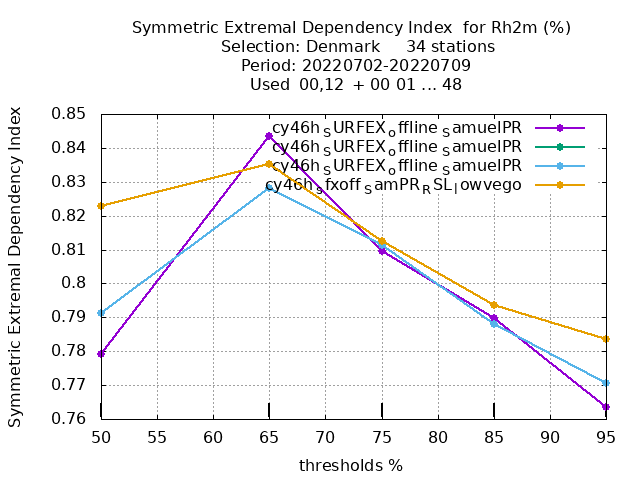 Symmetric Extremal Dependency Index  for Rh2m (%)
Selection: Denmark     34 stations
Period: 20220702-20220709
Used  00,12  + 00 01 ... 48
Symmetric Extremal Dependency Index
0.85
0.84
0.83
0.82
0.81
0.8
0.79
0.78
0.77
0.76
cy46h_SURFEX_offline_SamuelPR
cy46h_SURFEX_offline_SamuelPR
cy46h_SURFEX_offline_SamuelPR
cy46h_sfxoff_SamPR_RSL_lowvego
50 55 60 65 70 75 80 85 90 95
thresholds %